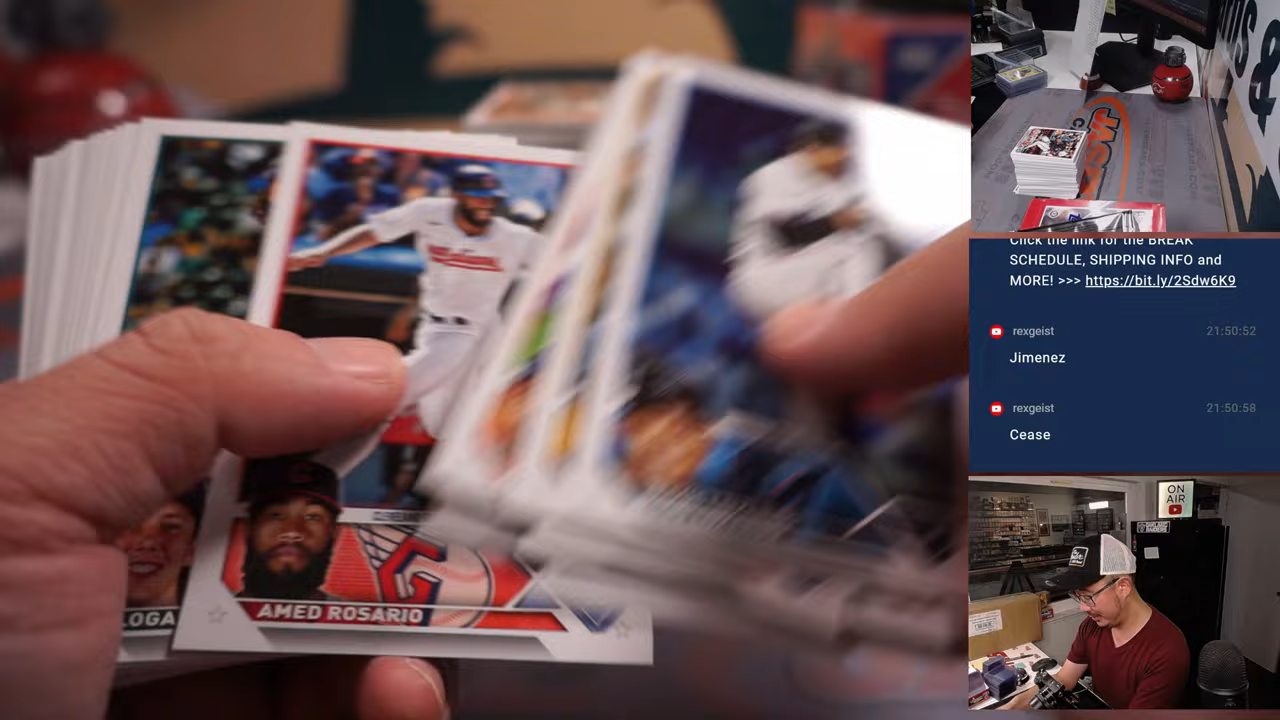 Click the link for the BREAK
SCHEDULE, SHIPPING INFO and
MORE! >>> https://bit.ly/2Sdw6K9
rexgeist 21:50:52
Jimenez
rexgeist 21:50:58
Cease
ON
AIR
LOGA
AMED ROSARIO